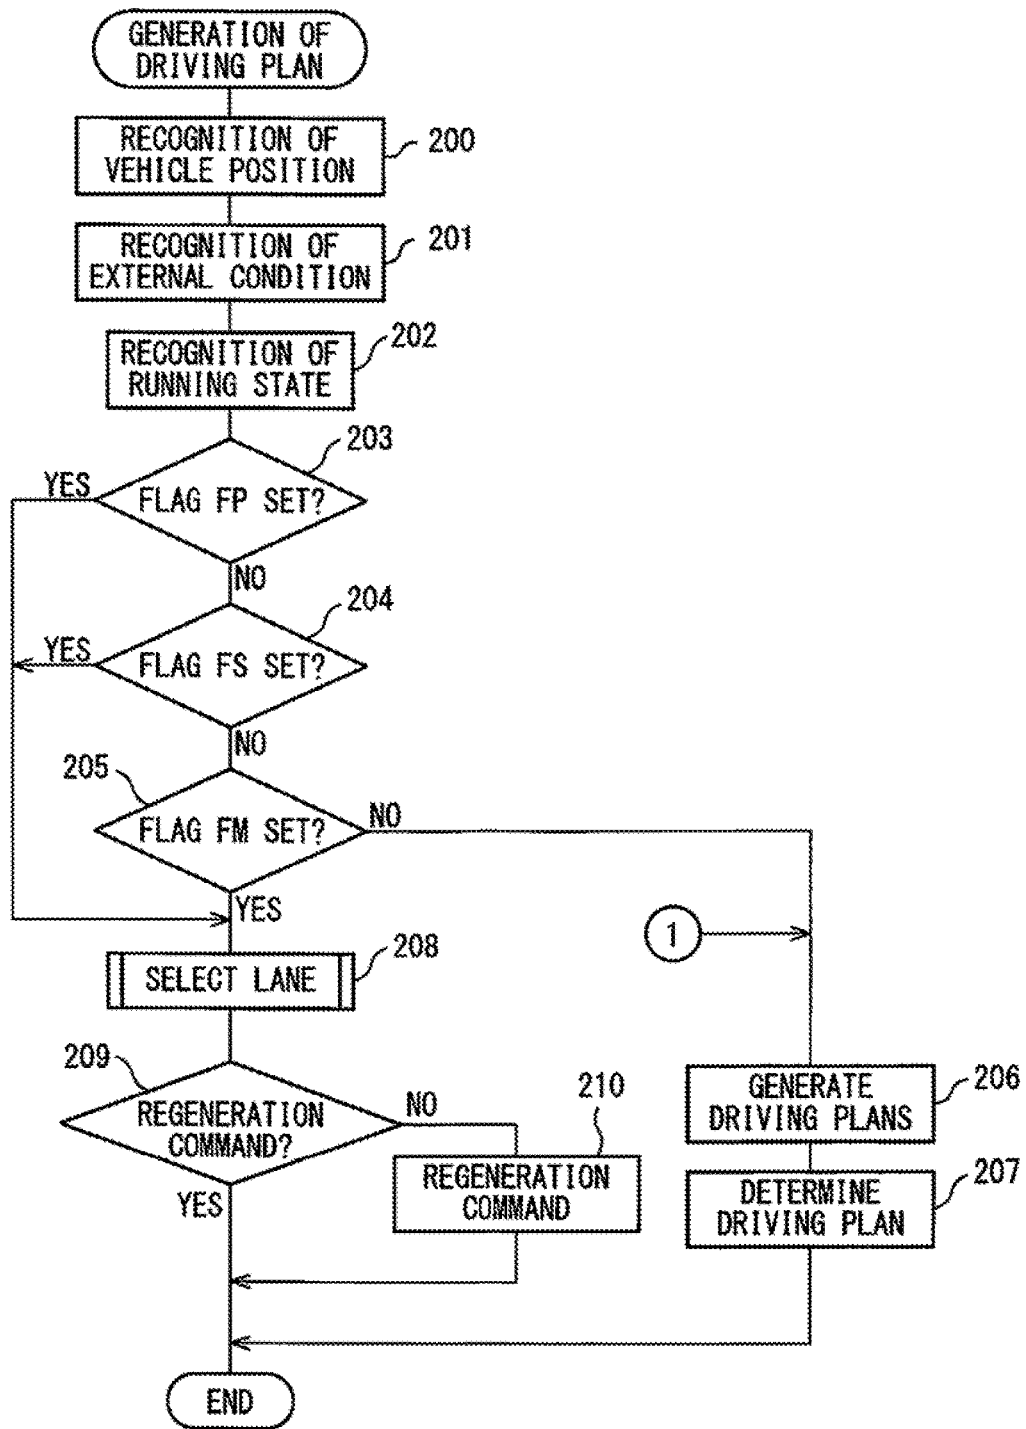 GENERATION OF
DRIVING PLAN
RECOGNITION OF
VEHICLE POSITION
200
RECOGNITION OF
EXTERNAL CONDITION
201
RECOGNITION OF
RUNNING STATE
202
203
YES
FLAG FP SET?
NO
204
YES
FLAG FS SET?
NO
205
FLAG FM SET?
NO
YES
1
SELECT LANE
208
209
REGENERATION
COMMAND?
NO
YES
210
REGENERATION
COMMAND
GENERATE
DRIVING PLANS
206
DETERMINE
DRIVING PLAN
207
END